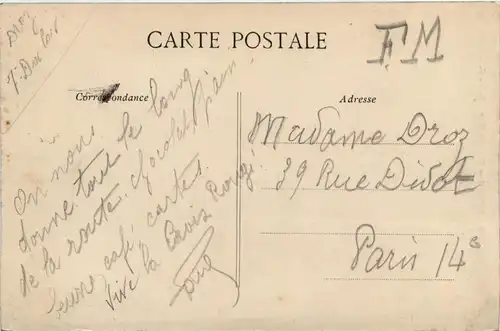 CARTE POSTALE
FM
Correspondance
Adresse
On nous
donne tout le long
de la route, chocolat, pain
beurre, café, cartes
Vive la Croix Rouge
Madame Droz
39 Rue Didot
Paris 14e